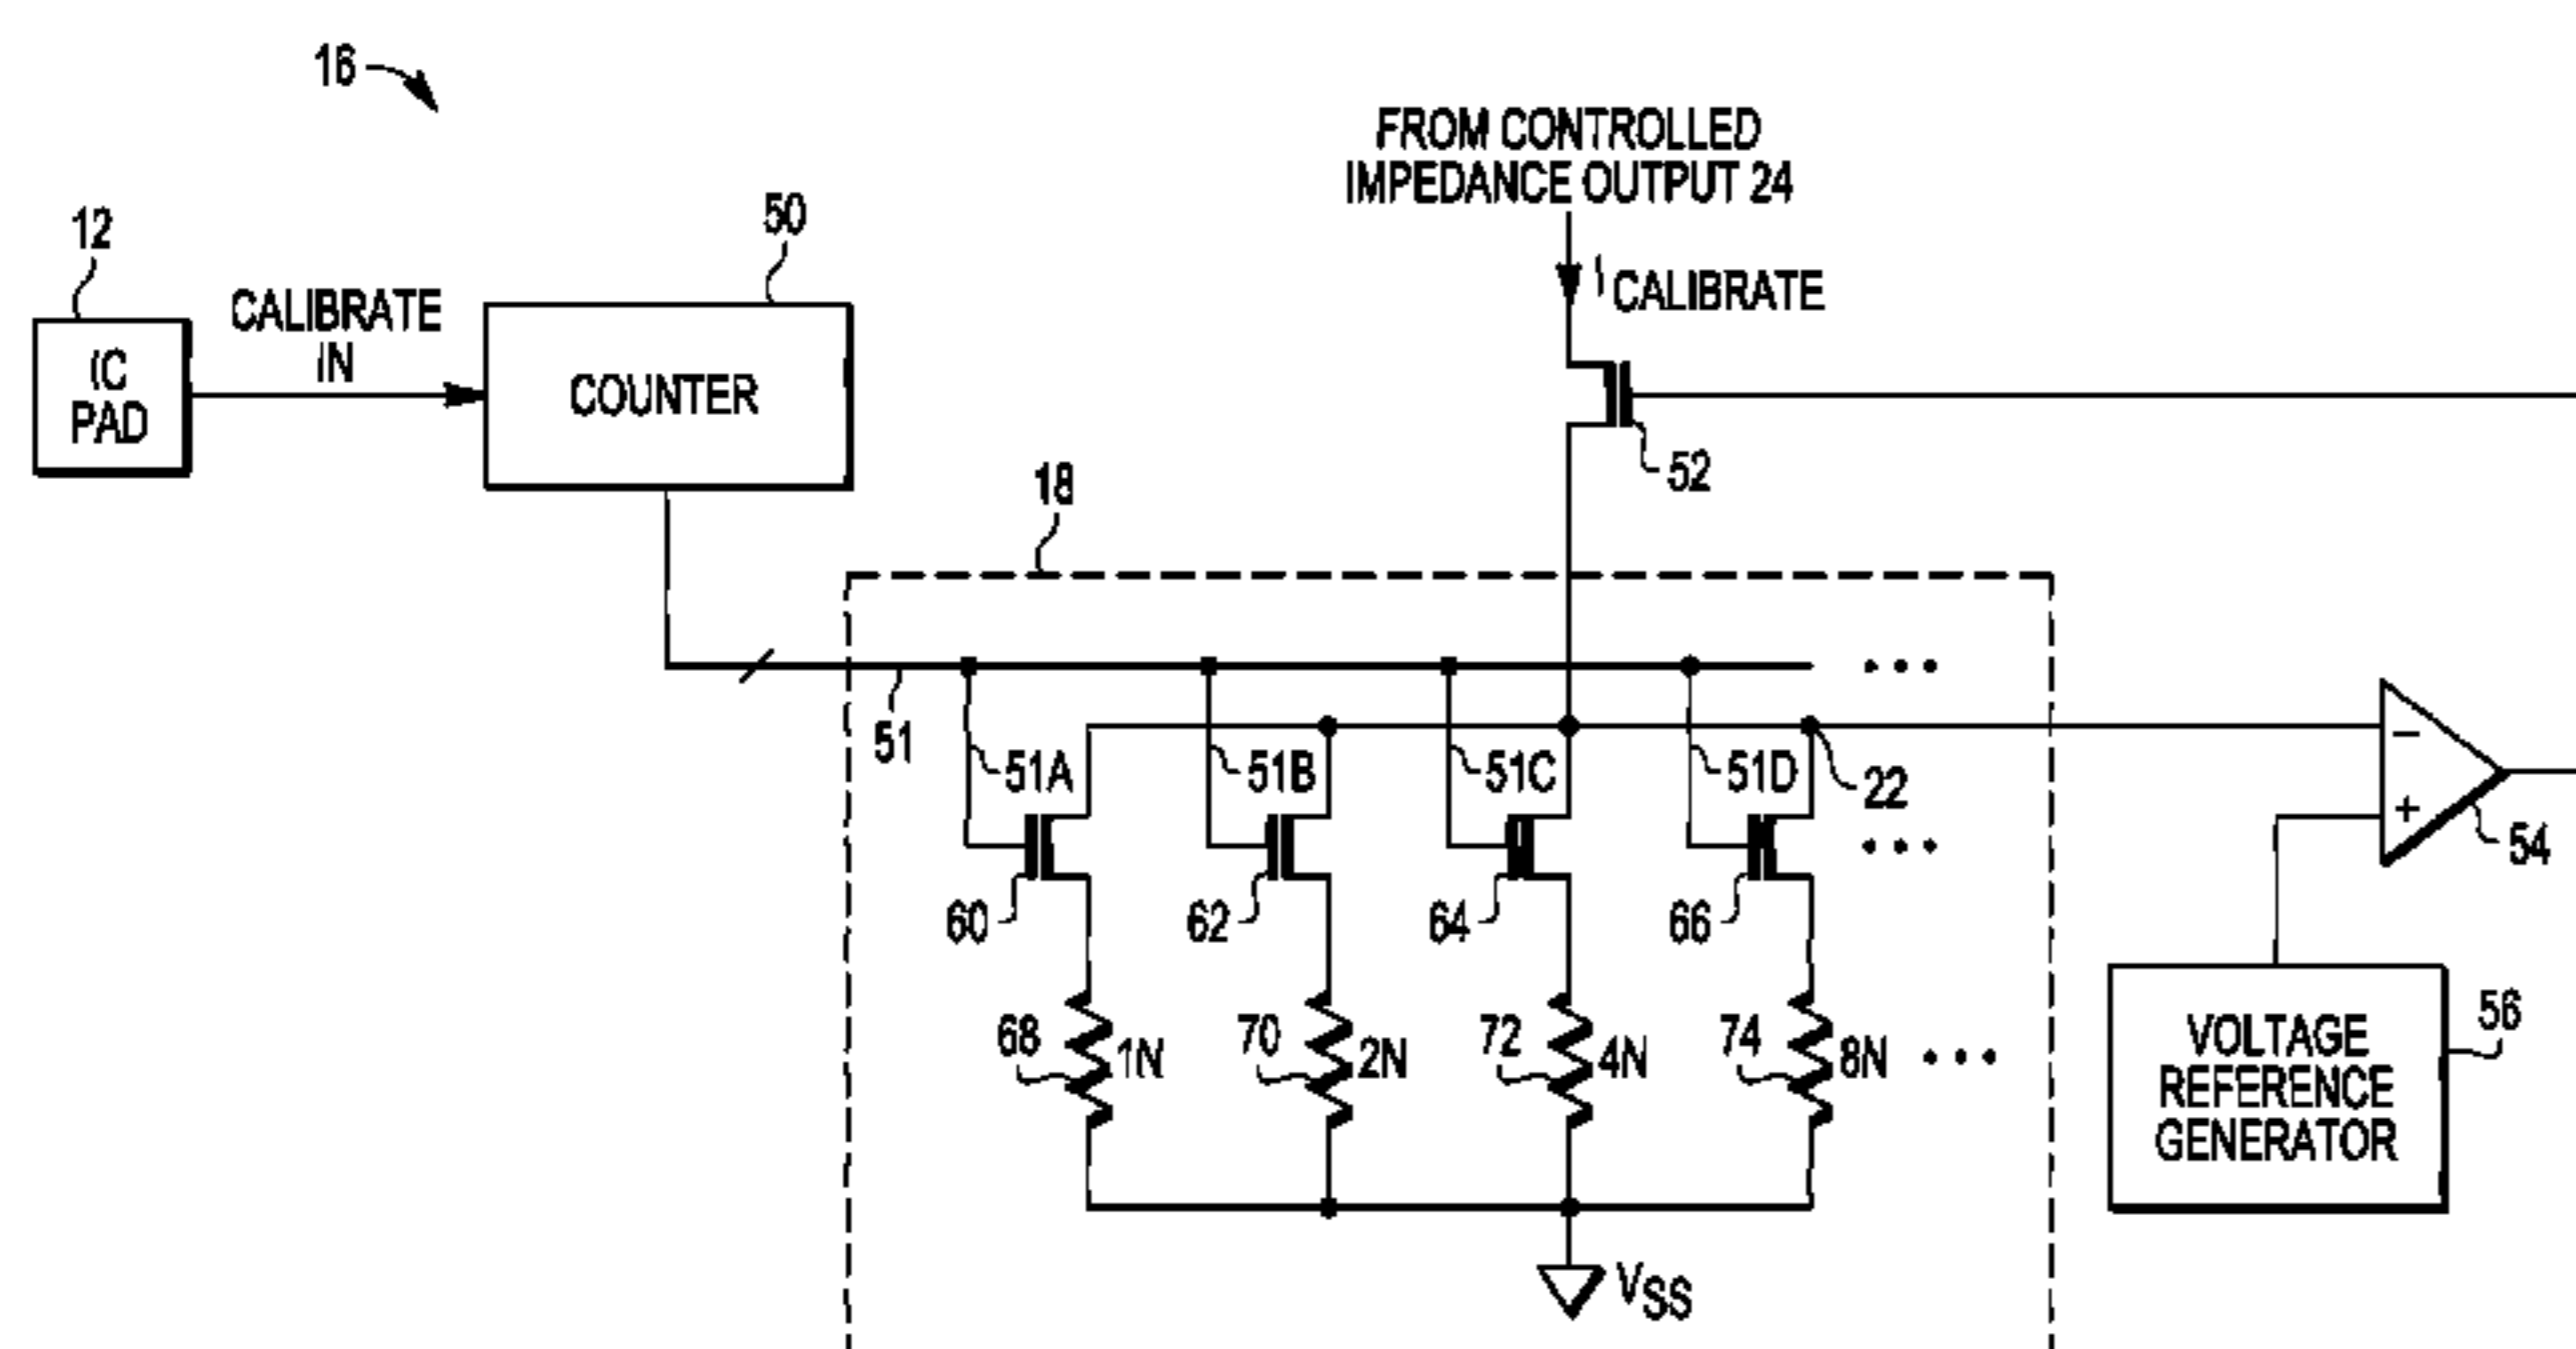 16
FROM CONTROLLED
IMPEDANCE OUTPUT 24
12
50
CALIBRATE
IN
I CALIBRATE
IC
PAD
COUNTER
52
18
51
51A
51B
51C
51D
22
54
60
62
64
66
68
1N
70
2N
72
4N
74
8N
VOLTAGE
REFERENCE
GENERATOR
56
VSS
− 
+